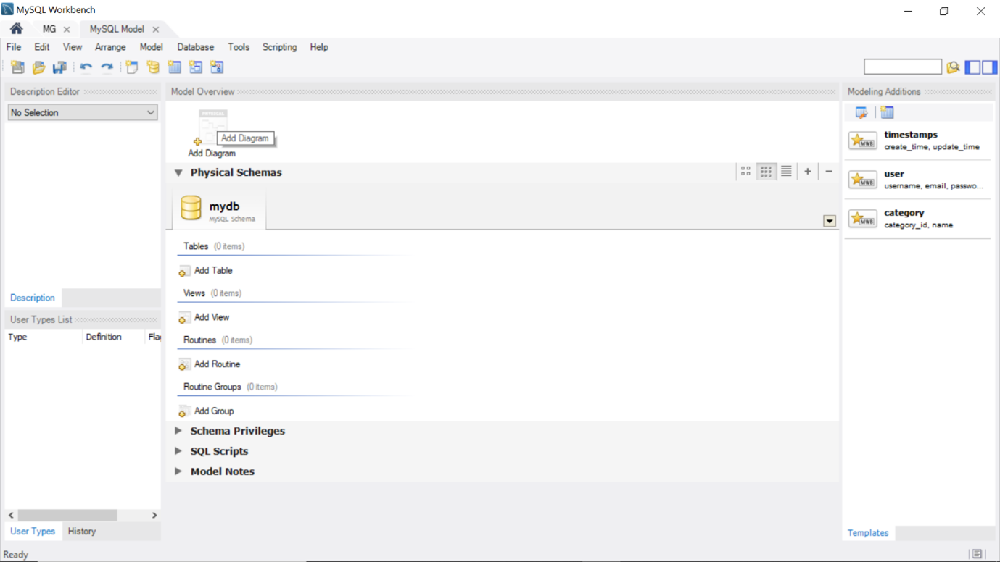 MySQL Workbench
MG
MySQL Model
File Edit View Arrange Model Database Tools Scripting Help
Description Editor
No Selection
Description
User Types List
Type Definition
User Types History
Model Overview
PHYSICAL
Add Diagram
Add Diagram
Physical Schemas
mydb
MySQL Schema
Tables (0 items)
Add Table
Views (0 items)
Add View
Routines (0 items)
Add Routine
Routine Groups (0 items)
Add Group
Schema Privileges
SQL Scripts
Model Notes
Modeling Additions
MWB
timestamps
create_time, update_time
MWB
user
username, email, passwo...
MWB
category
category_id, name
Templates
Ready